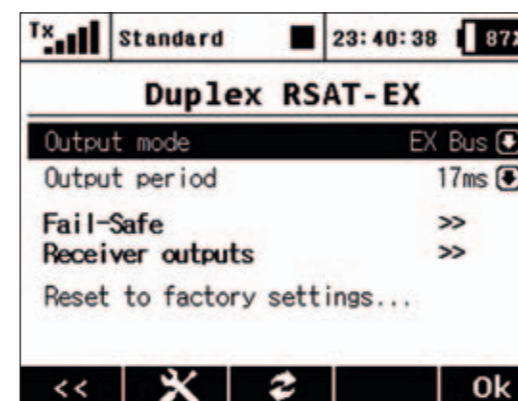 Tx Standard 23:40:38 87%
Duplex RSAT-EX
Output mode EX Bus
Output period 17ms
Fail-Safe >>
Receiver outputs >>
Reset to factory settings...
<< Ok